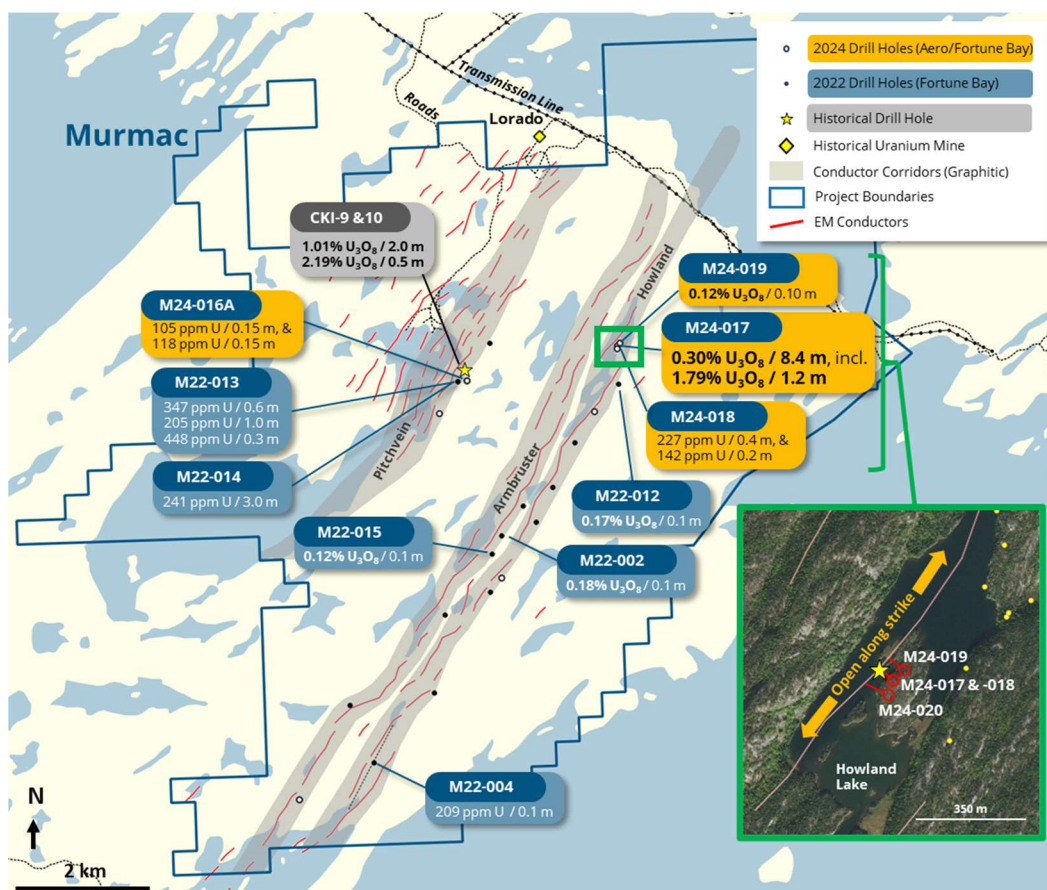 2024 Drill Holes (Aero/Fortune Bay)
2022 Drill Holes (Fortune Bay)
Historical Drill Hole
Historical Uranium Mine
Conductor Corridors (Graphitic)
Project Boundaries
EM Conductors
Murmac
Transmission Line
Roads
Lorado
CKI-9 &10
1.01% U₃O₈ / 2.0 m
2.19% U₃O₈ / 0.5 m
Howland
M24-019
0.12% U₃O₈ / 0.10 m
M24-016A
105 ppm U / 0.15 m, &
118 ppm U / 0.15 m
M24-017
0.30% U₃O₈ / 8.4 m, incl.
1.79% U₃O₈ / 1.2 m
M22-013
347 ppm U / 0.6 m
205 ppm U / 1.0 m
448 ppm U / 0.3 m
M24-018
227 ppm U / 0.4 m, &
142 ppm U / 0.2 m
Pitchvein
Armbruster
M22-014
241 ppm U / 3.0 m
M22-012
0.17% U₃O₈ / 0.1 m
M22-015
0.12% U₃O₈ / 0.1 m
M22-002
0.18% U₃O₈ / 0.1 m
Open along strike
M24-019
M24-017 & -018
M24-020
Howland
Lake
350 m
M22-004
209 ppm U / 0.1 m
N
2 km